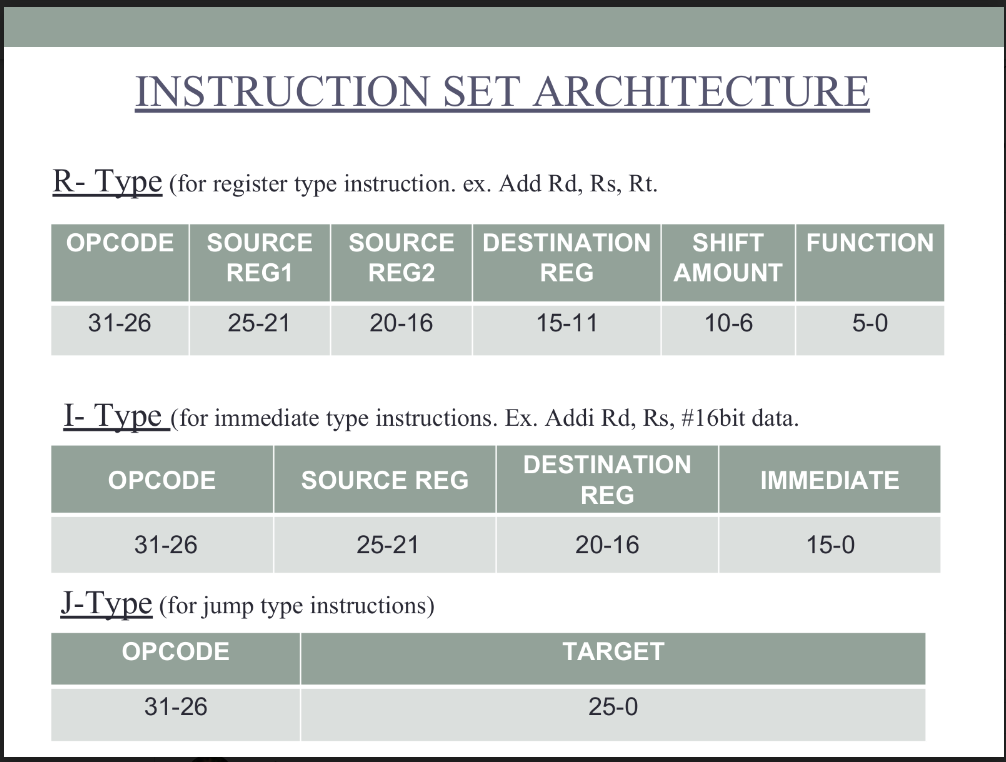 INSTRUCTION SET ARCHITECTURE
R- Type (for register type instruction. ex. Add Rd, Rs, Rt.
OPCODE SOURCE REG1 SOURCE REG2 DESTINATION REG SHIFT AMOUNT FUNCTION
31-26 25-21 20-16 15-11 10-6 5-0
I- Type (for immediate type instructions. Ex. Addi Rd, Rs, #16bit data.
OPCODE SOURCE REG DESTINATION REG IMMEDIATE
31-26 25-21 20-16 15-0
J-Type (for jump type instructions)
OPCODE TARGET
31-26 25-0